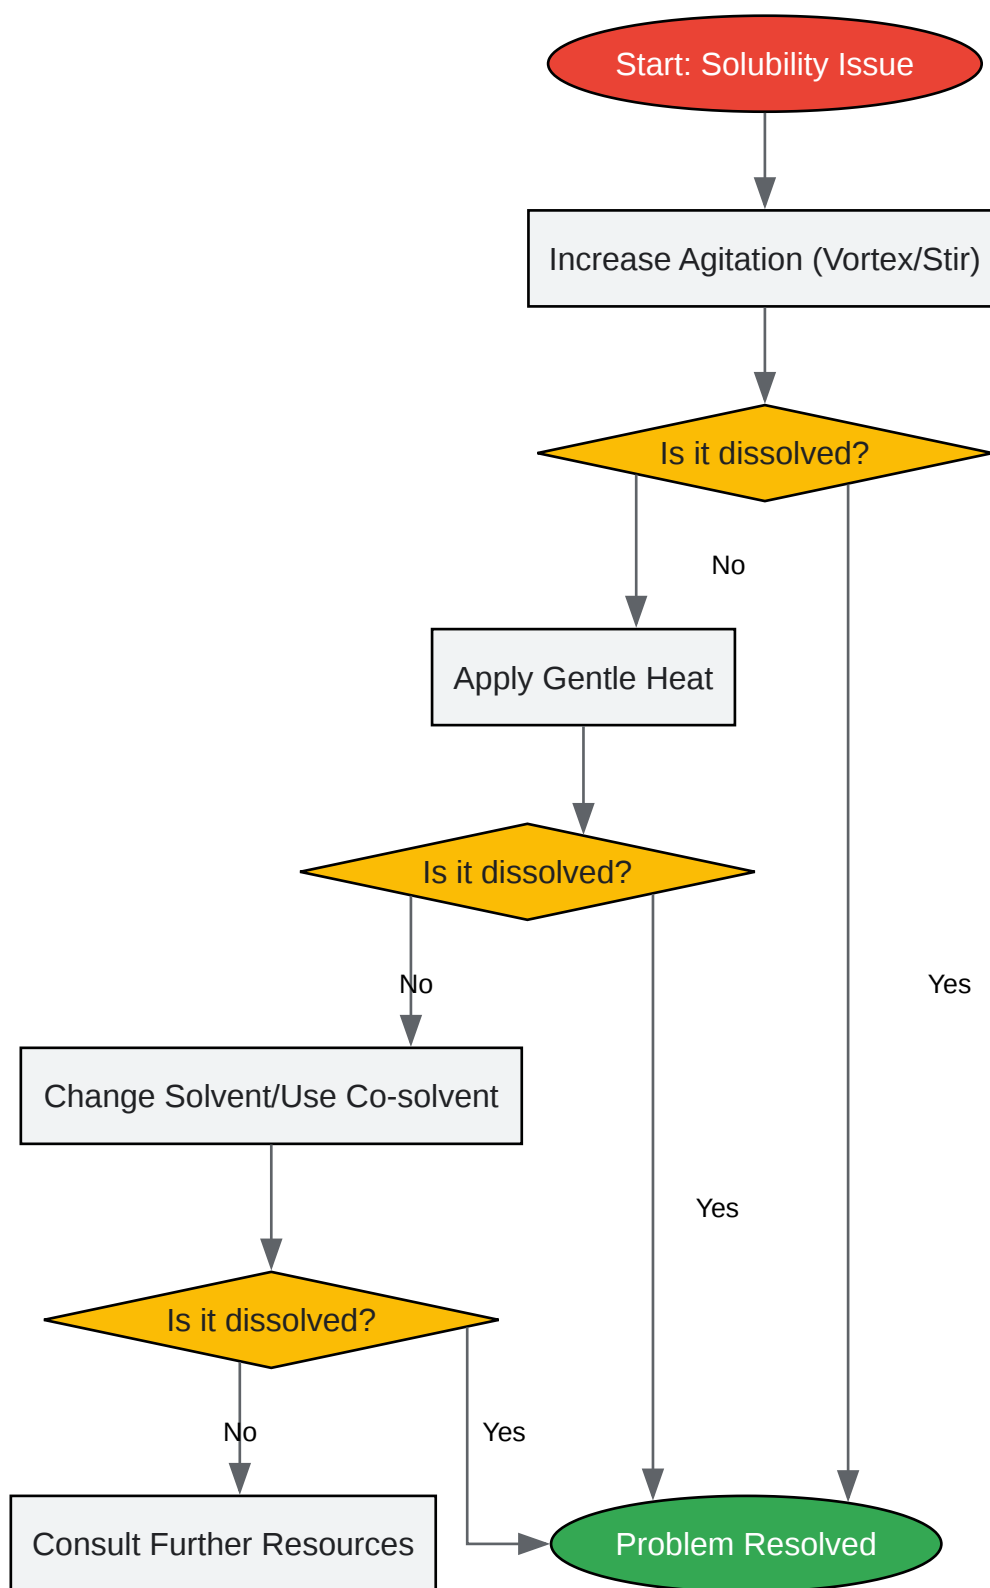 Start: Solubility Issue
Increase Agitation (Vortex/Stir)
Is it dissolved?
No
Apply Gentle Heat
Is it dissolved?
No
Yes
Change Solvent/Use Co-solvent
Yes
Is it dissolved?
No
Yes
Consult Further Resources
Problem Resolved